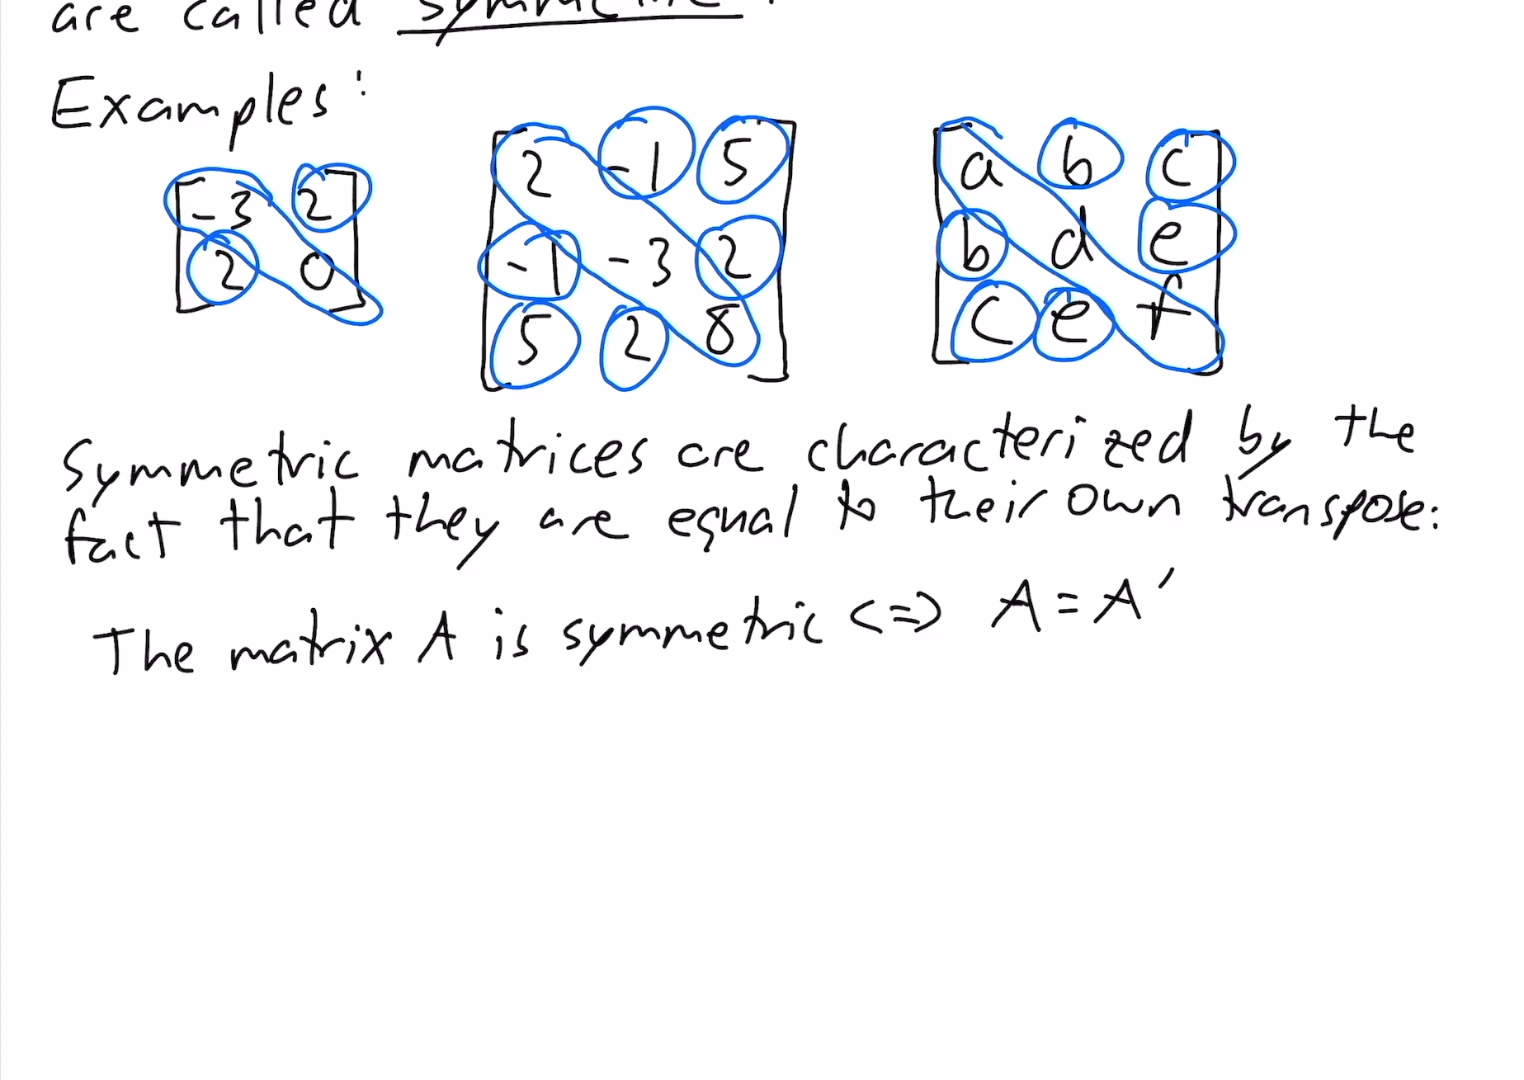 are called symmetric.
Examples:
-3 2 2 -1 5 a b c
2 0 -1 -3 2 b d e
5 2 8 c e f
Symmetric matrices are characterized by the
fact that they are equal to their own transpose:
The matrix A is symmetric <=> A = A'